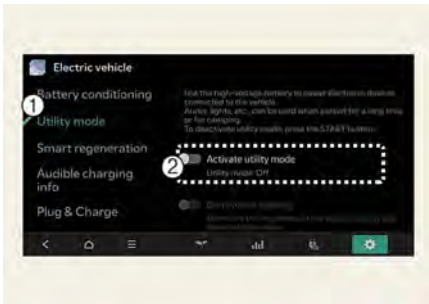 Electric vehicle
Battery conditioning
Use the high-voltage battery to power electronic devices
connected to the vehicle.
Audio, lights, etc., can be used when parked for a long time
or for camping.
To deactivate utility mode, press the START button.
1
Utility mode
Smart regeneration
2
Activate utility mode
Utility mode Off
Audible charging
info
Plug & Charge